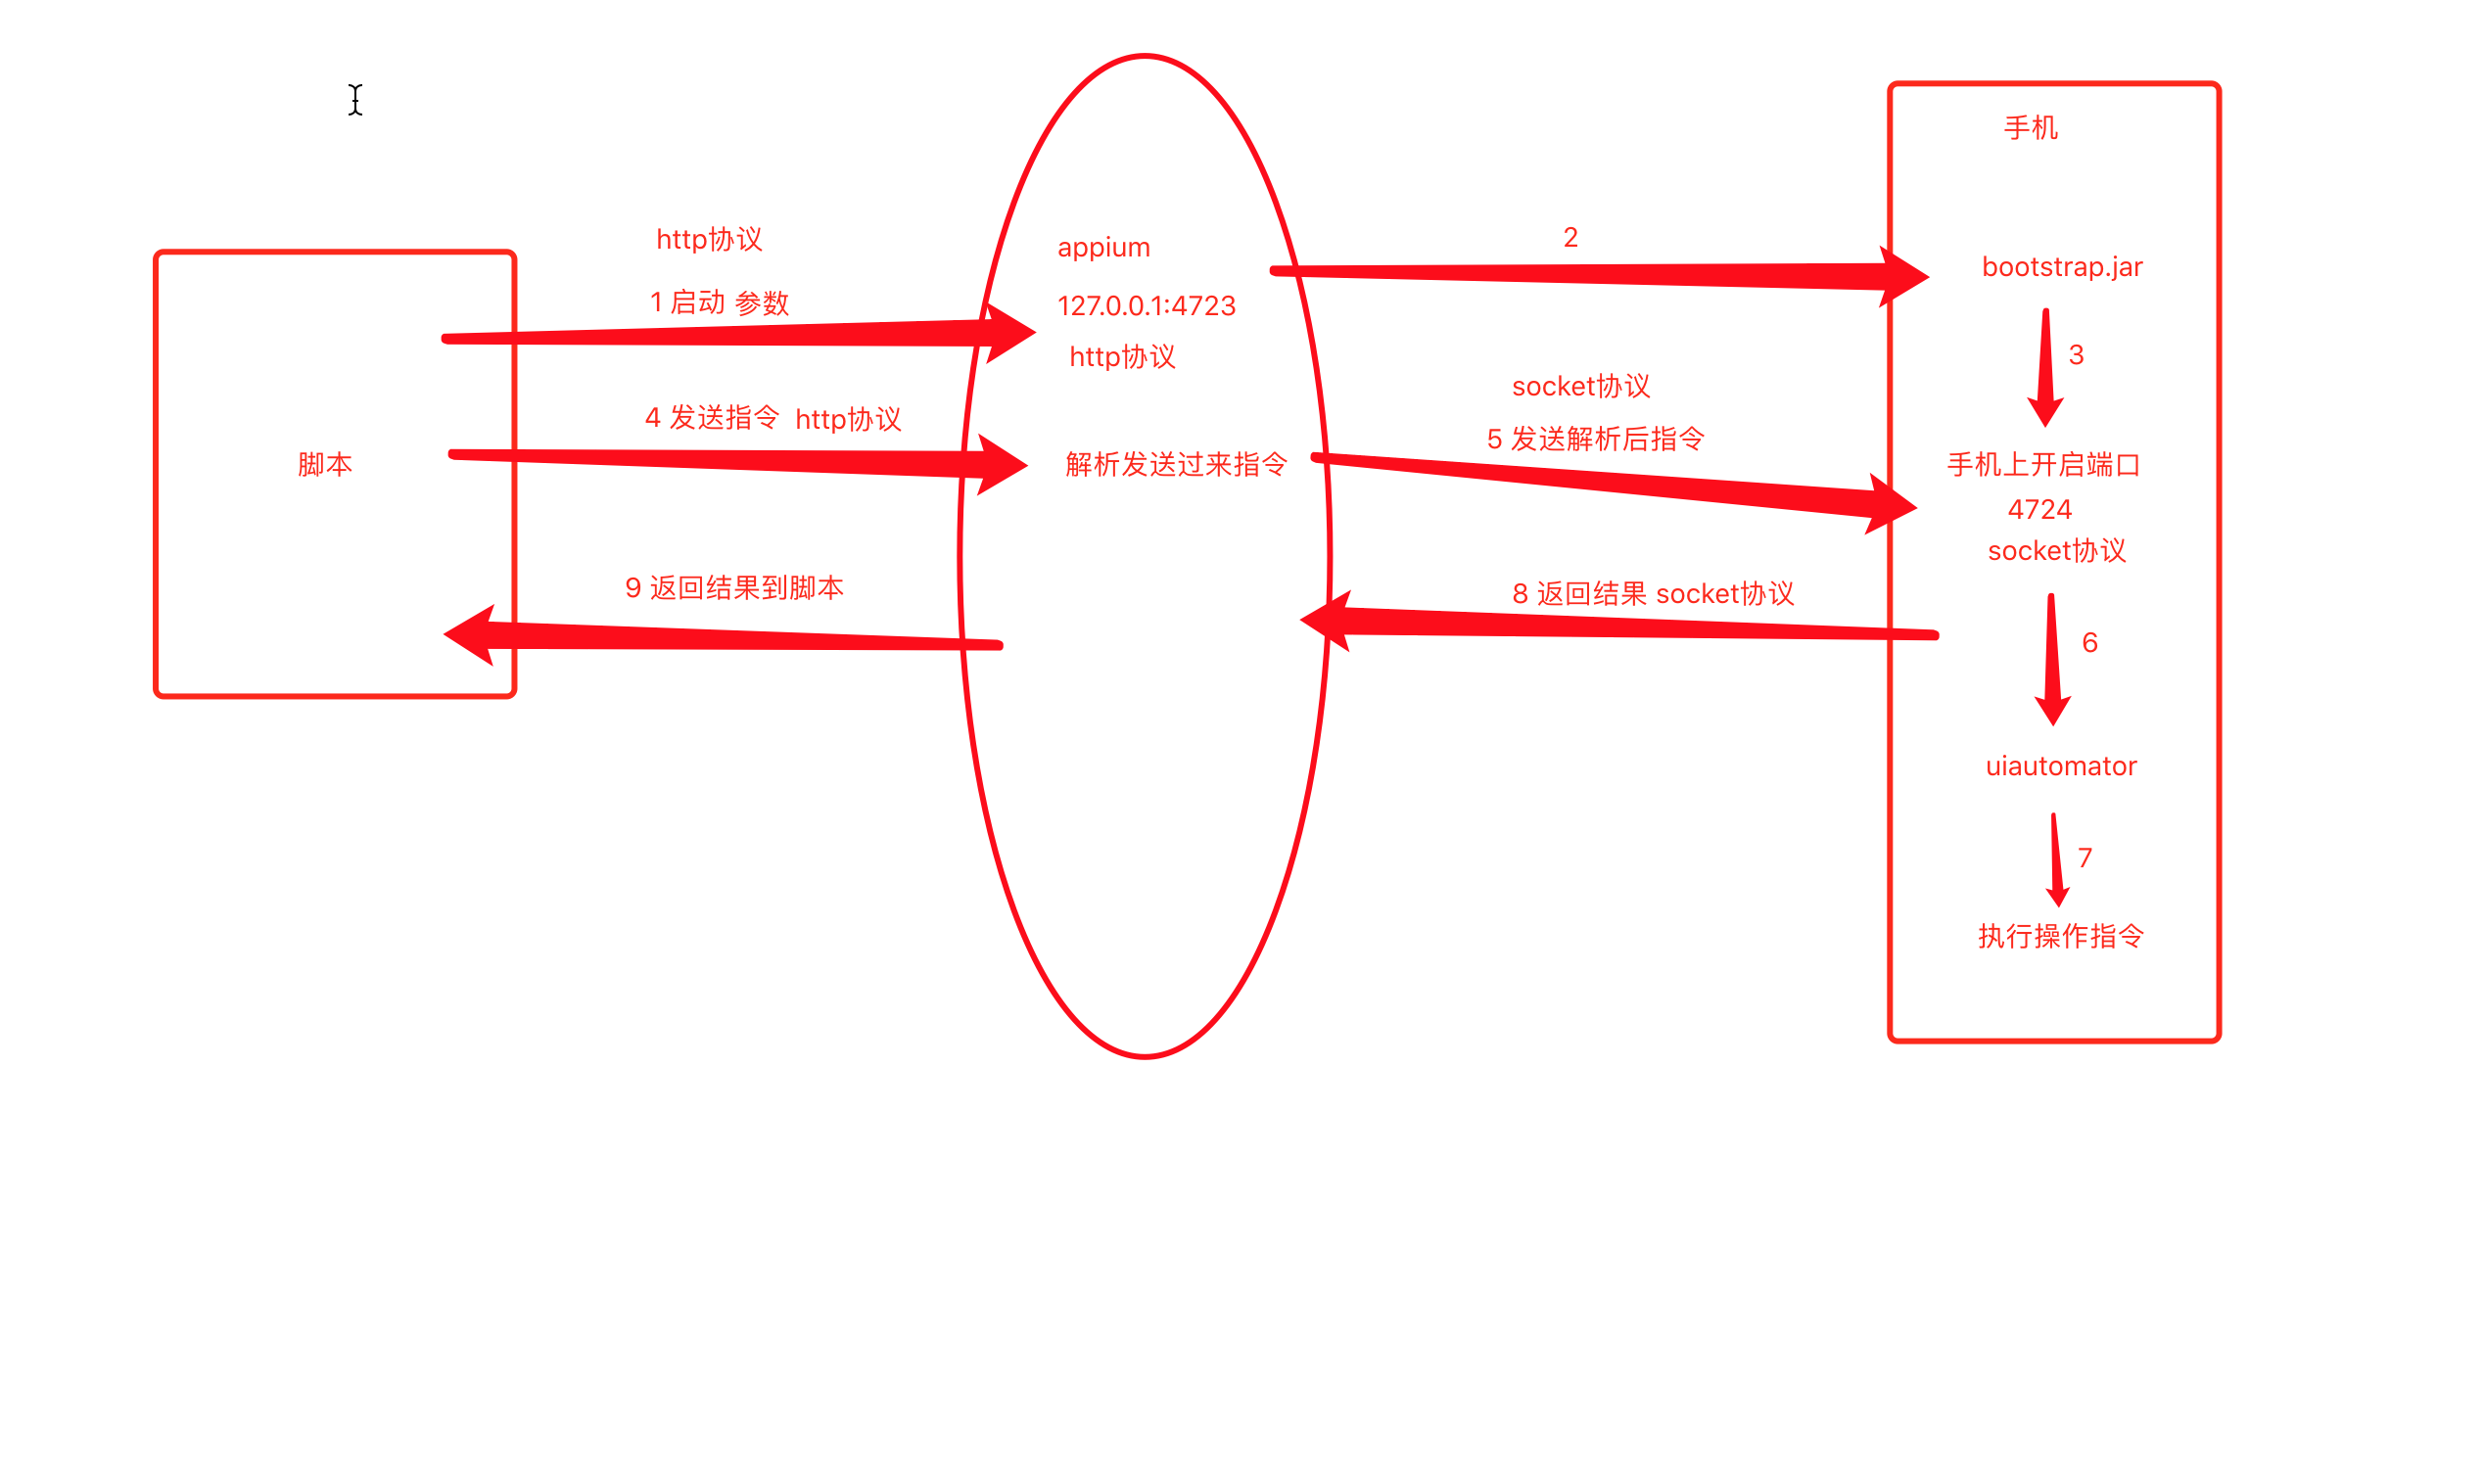 脚本
http协议
1 启动 参数
4 发送指令 http协议
9 返回结果到脚本
appium
127.0.0.1:4723
http协议
解析发送过来指令
2
socket协议
5 发送解析后指令
8 返回结果 socket协议
手机
bootstrap.jar
3
手机上开启端口
4724
socket协议
6
uiautomator
7
执行操作指令